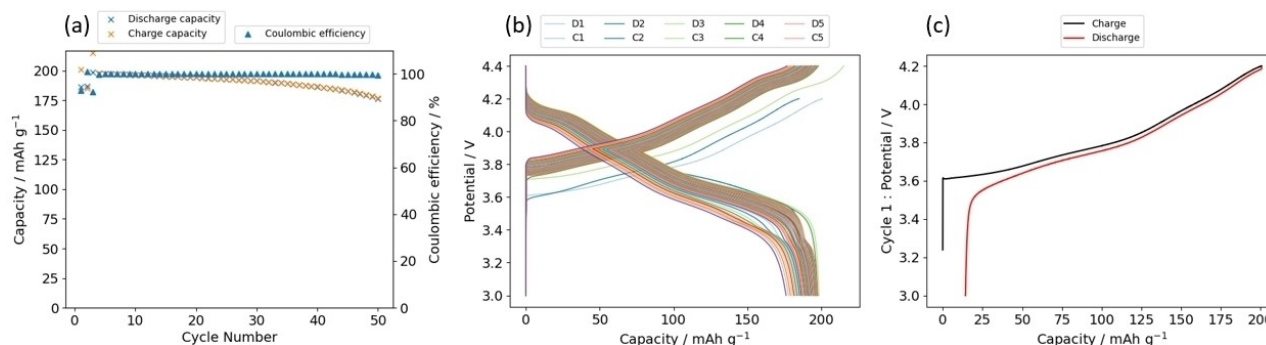 (a)
Discharge capacity
Charge capacity
Coulombic efficiency
Capacity / mAh g⁻¹
200
175
150
125
100
75
50
25
0
0 10 20 30 40 50
Cycle Number
100
80
60
40
20
0
Coulombic efficiency / %
(b)
D1 D2 D3 D4 D5
C1 C2 C3 C4 C5
Potential / V
4.4
4.2
4.0
3.8
3.6
3.4
3.2
3.0
0 50 100 150 200
Capacity / mAh g⁻¹
(c)
Charge
Discharge
Cycle 1 : Potential / V
4.2
4.0
3.8
3.6
3.4
3.2
3.0
0 25 50 75 100 125 150 175 200
Capacity / mAh g⁻¹